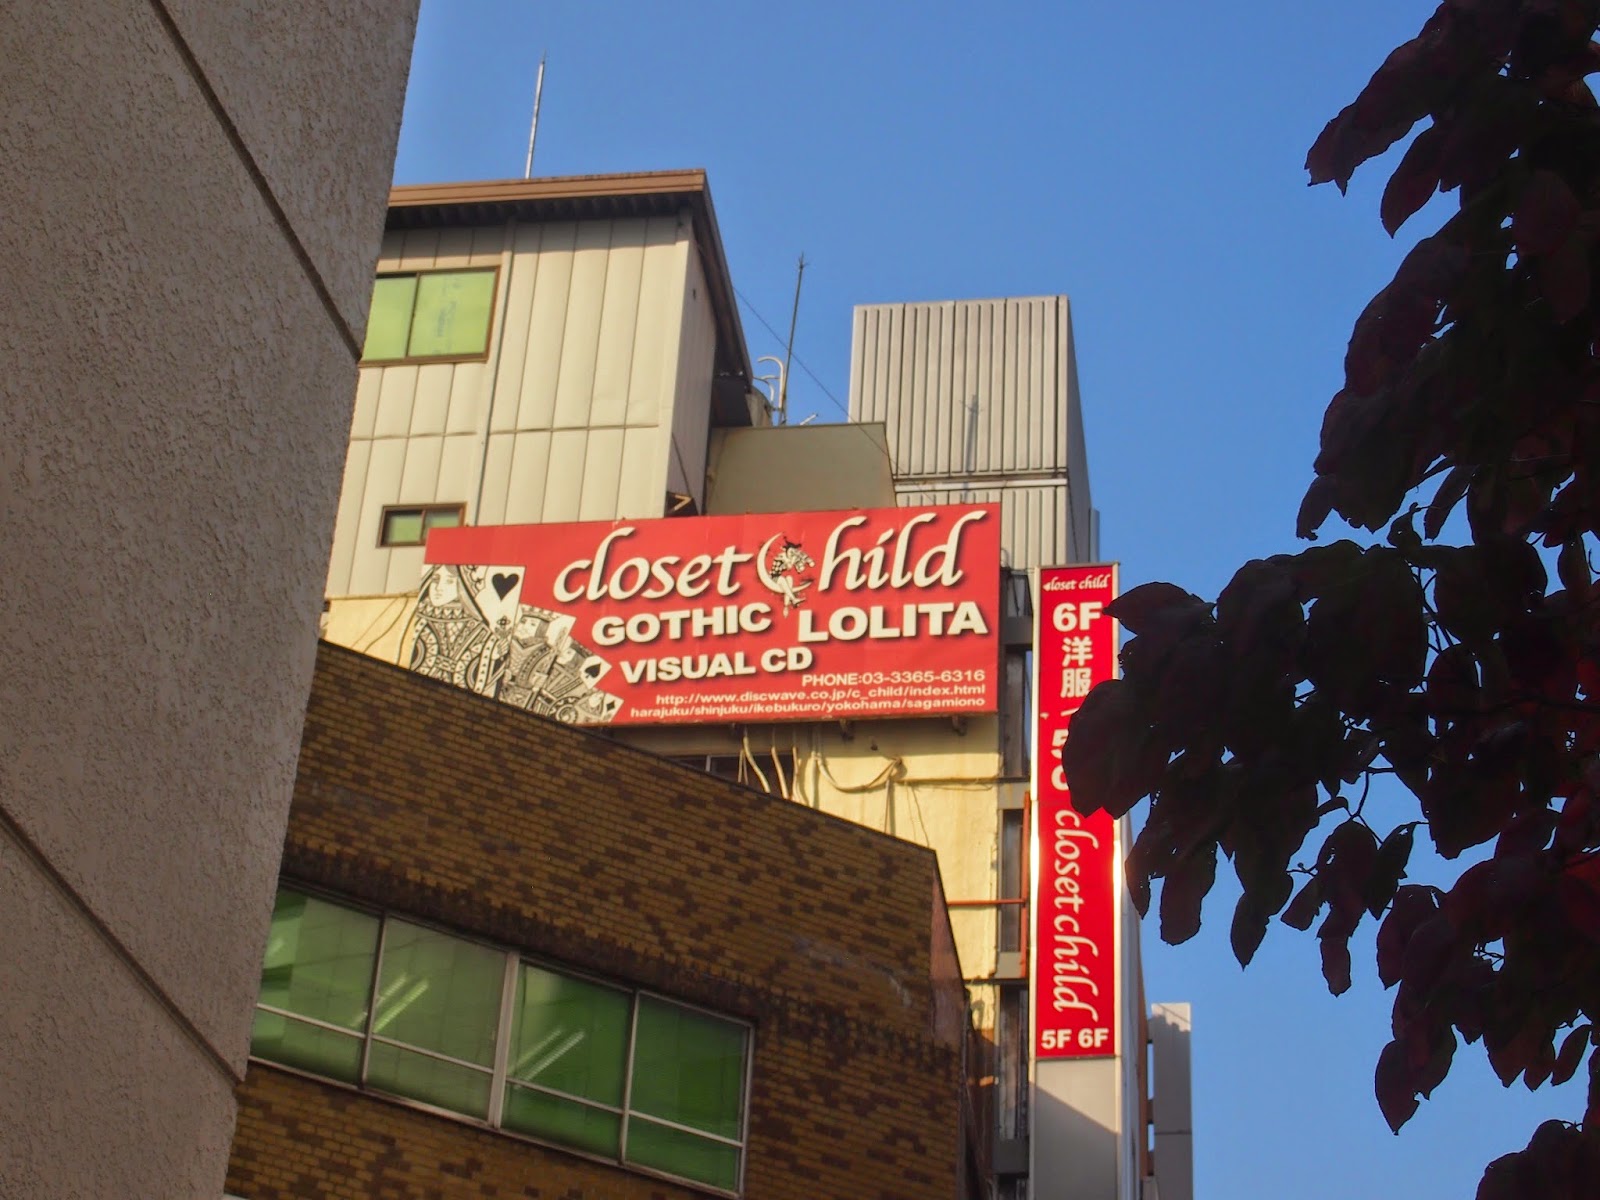 closet child
GOTHIC LOLITA
VISUAL CD
PHONE:03-3365-6316
http://www.discwave.co.jp/c_child/index.html
harajuku/shinjuku/ikebukuro/yokohama/sagamiono
closet child
6F
洋服
closet child
5F 6F